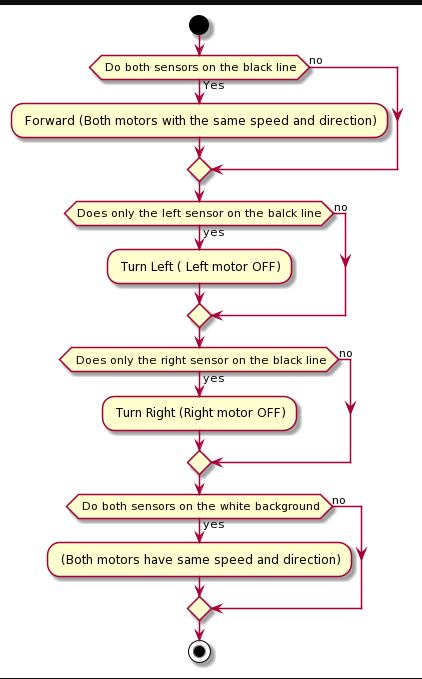 Do both sensors on the black line
no
Yes
Forward (Both motors with the same speed and direction)
Does only the left sensor on the balck line
no
yes
Turn Left ( Left motor OFF)
Does only the right sensor on the black line
no
yes
Turn Right (Right motor OFF)
Do both sensors on the white background
no
yes
(Both motors have same speed and direction)